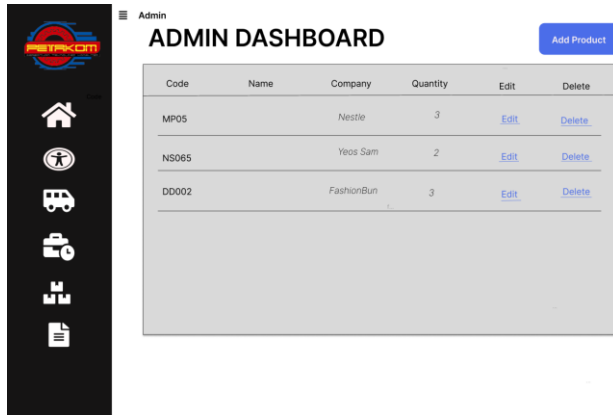 PETAKOM
Admin
ADMIN DASHBOARD
Add Product
Code Name Company Quantity Edit Delete
MP05 Nestle 3 Edit Delete
NS065 Yeos Sam 2 Edit Delete
DD002 FashionBun 3 Edit Delete